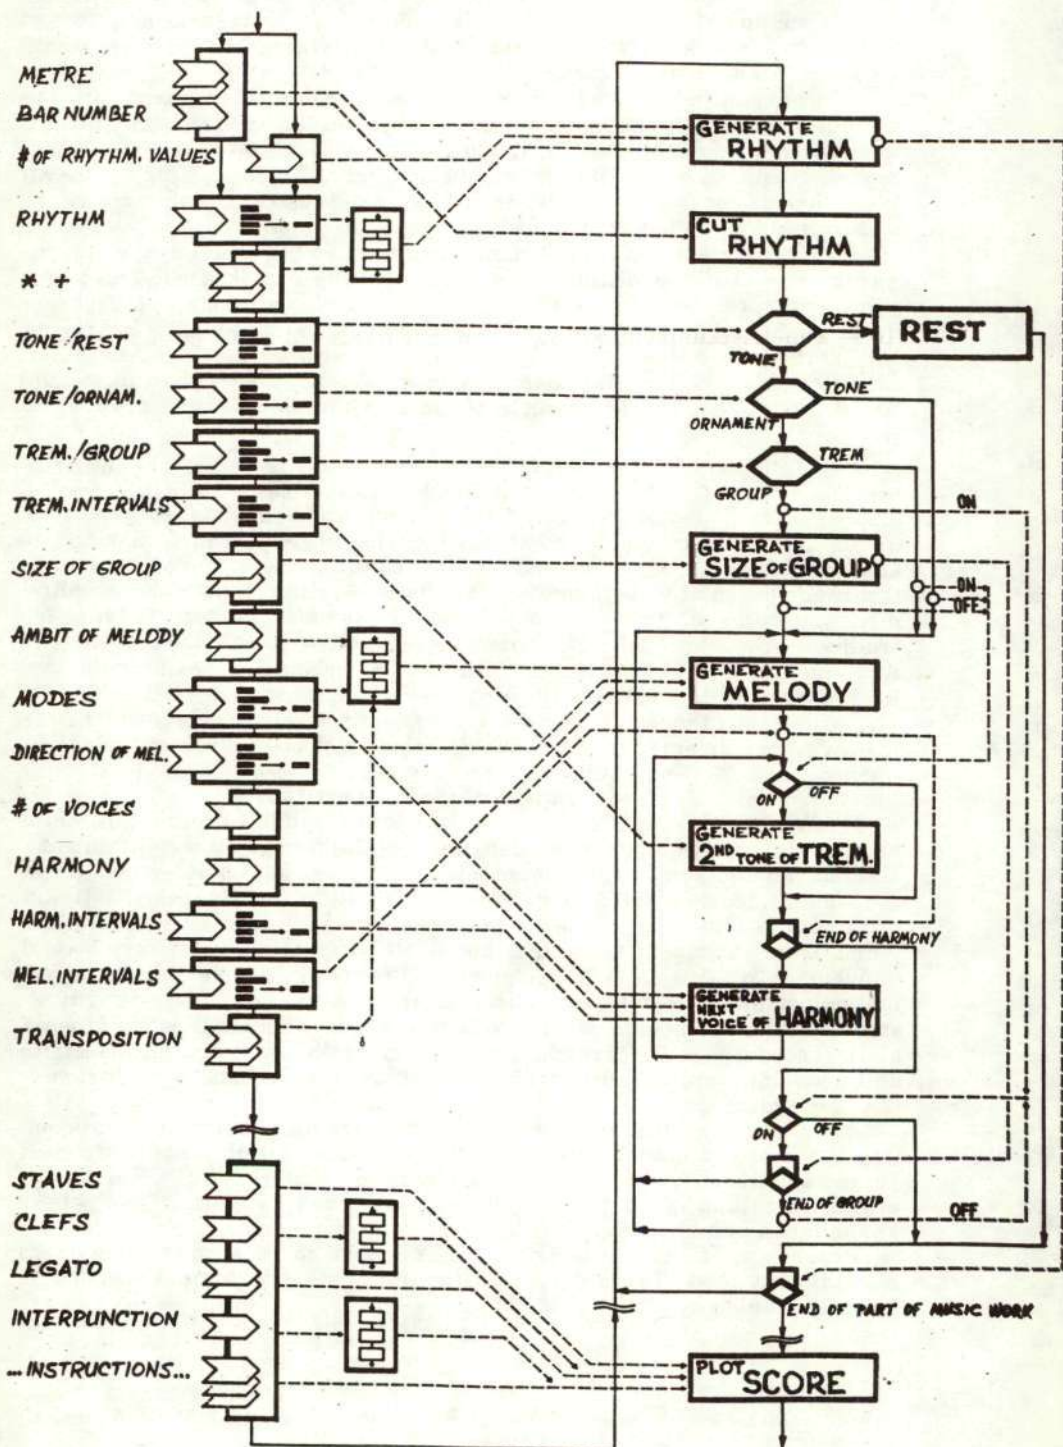 METRE
BAR NUMBER
# OF RHYTHM. VALUES
RHYTHM
* +
TONE/REST
TONE/ORNAM.
TREM./GROUP
TREM. INTERVALS
SIZE OF GROUP
AMBIT OF MELODY
MODES
DIRECTION OF MEL.
# OF VOICES
HARMONY
HARM. INTERVALS
MEL. INTERVALS
TRANSPOSITION
STAVES
CLEFS
LEGATO
INTERPUNCTION
...INSTRUCTIONS...
GENERATE
RHYTHM
CUT
RHYTHM
REST
REST
TONE
TONE
ORNAMENT
TREM
GROUP
ON
GENERATE
SIZE OF GROUP
ON
OFF
GENERATE
MELODY
ON
OFF
GENERATE
2ND TONE OF TREM.
END OF HARMONY
GENERATE
NEXT
VOICE OF HARMONY
ON
OFF
END OF GROUP
OFF
END OF PART OF MUSIC WORK
PLOT
SCORE